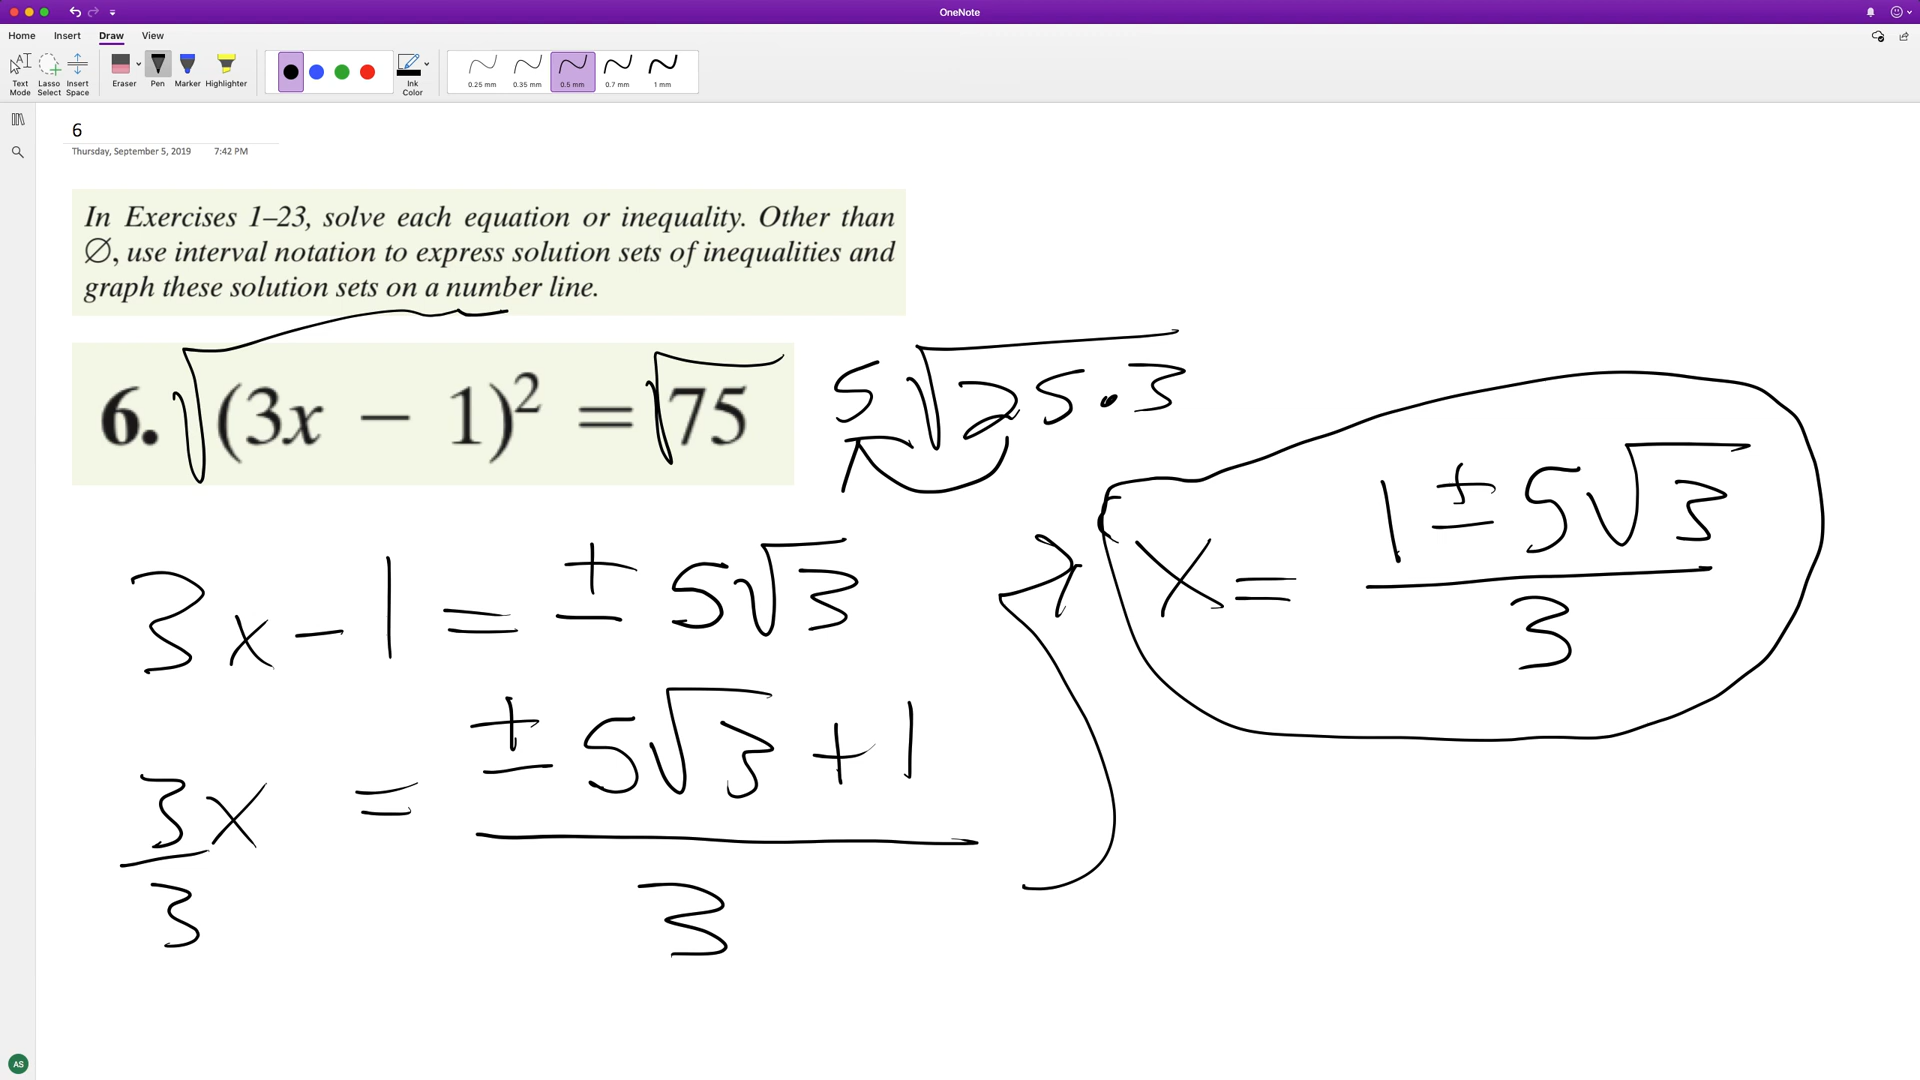 OneNote
Home Insert Draw View
Text Mode
Lasso Select
Insert Space
Eraser
Pen
Marker
Highlighter
Ink Color
0.25 mm
0.35 mm
0.5 mm
0.7 mm
1 mm
6
Thursday, September 5, 2019 7:42 PM
In Exercises 1–23, solve each equation or inequality. Other than
∅, use interval notation to express solution sets of inequalities and
graph these solution sets on a number line.
6. √(3x − 1)² = √75
5√25·3
3x − 1 = ± 5√3
3x/3 = (± 5√3 + 1)/3
x = (1 ± 5√3)/3
AS